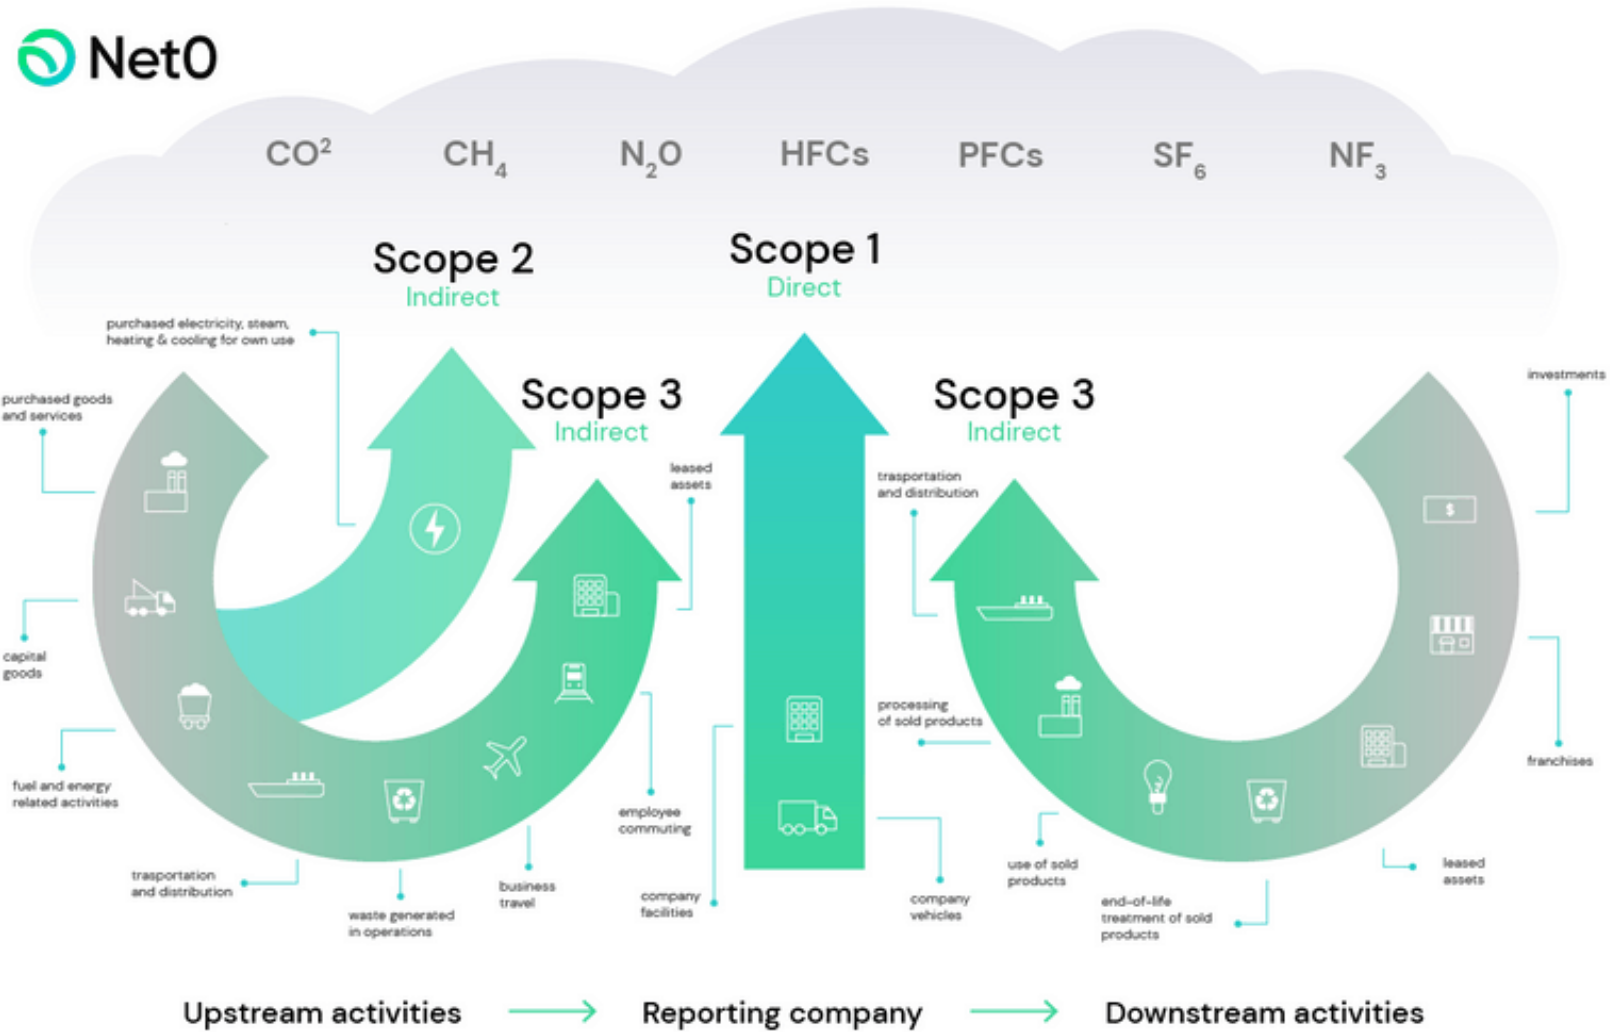 Net0
CO² CH₄ N₂O HFCs PFCs SF₆ NF₃
Scope 2
Indirect
Scope 1
Direct
purchased electricity, steam,
heating & cooling for own use
Scope 3
Indirect
Scope 3
Indirect
purchased goods
and services
capital
goods
fuel and energy
related activities
trasportation
and distribution
waste generated
in operations
business
travel
employee
commuting
leased
assets
company
facilities
company
vehicles
trasportation
and distribution
processing
of sold products
use of sold
products
end-of-life
treatment of sold
products
leased
assets
franchises
investments
$
Upstream activities → Reporting company → Downstream activities